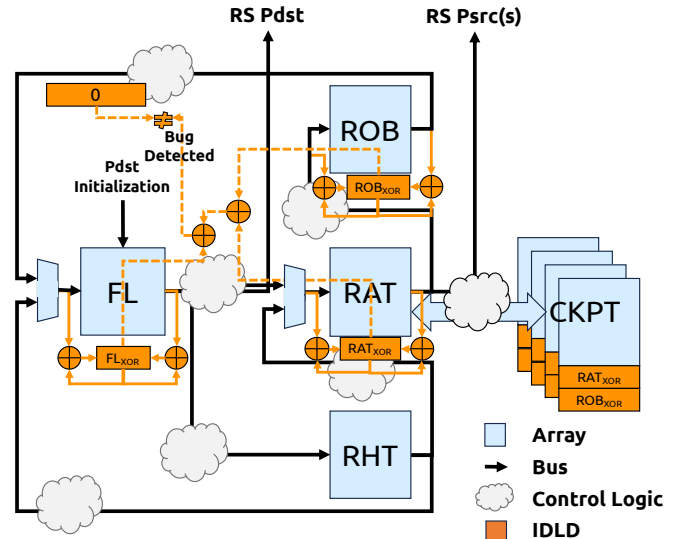 RS Pdst
RS Psrc(s)
0
Bug
Detected
Pdst
Initialization
ROB
ROB_XOR
FL
RAT
CKPT
FL_XOR
RAT_XOR
RAT_XOR
ROB_XOR
RHT
Array
Bus
Control Logic
IDLD